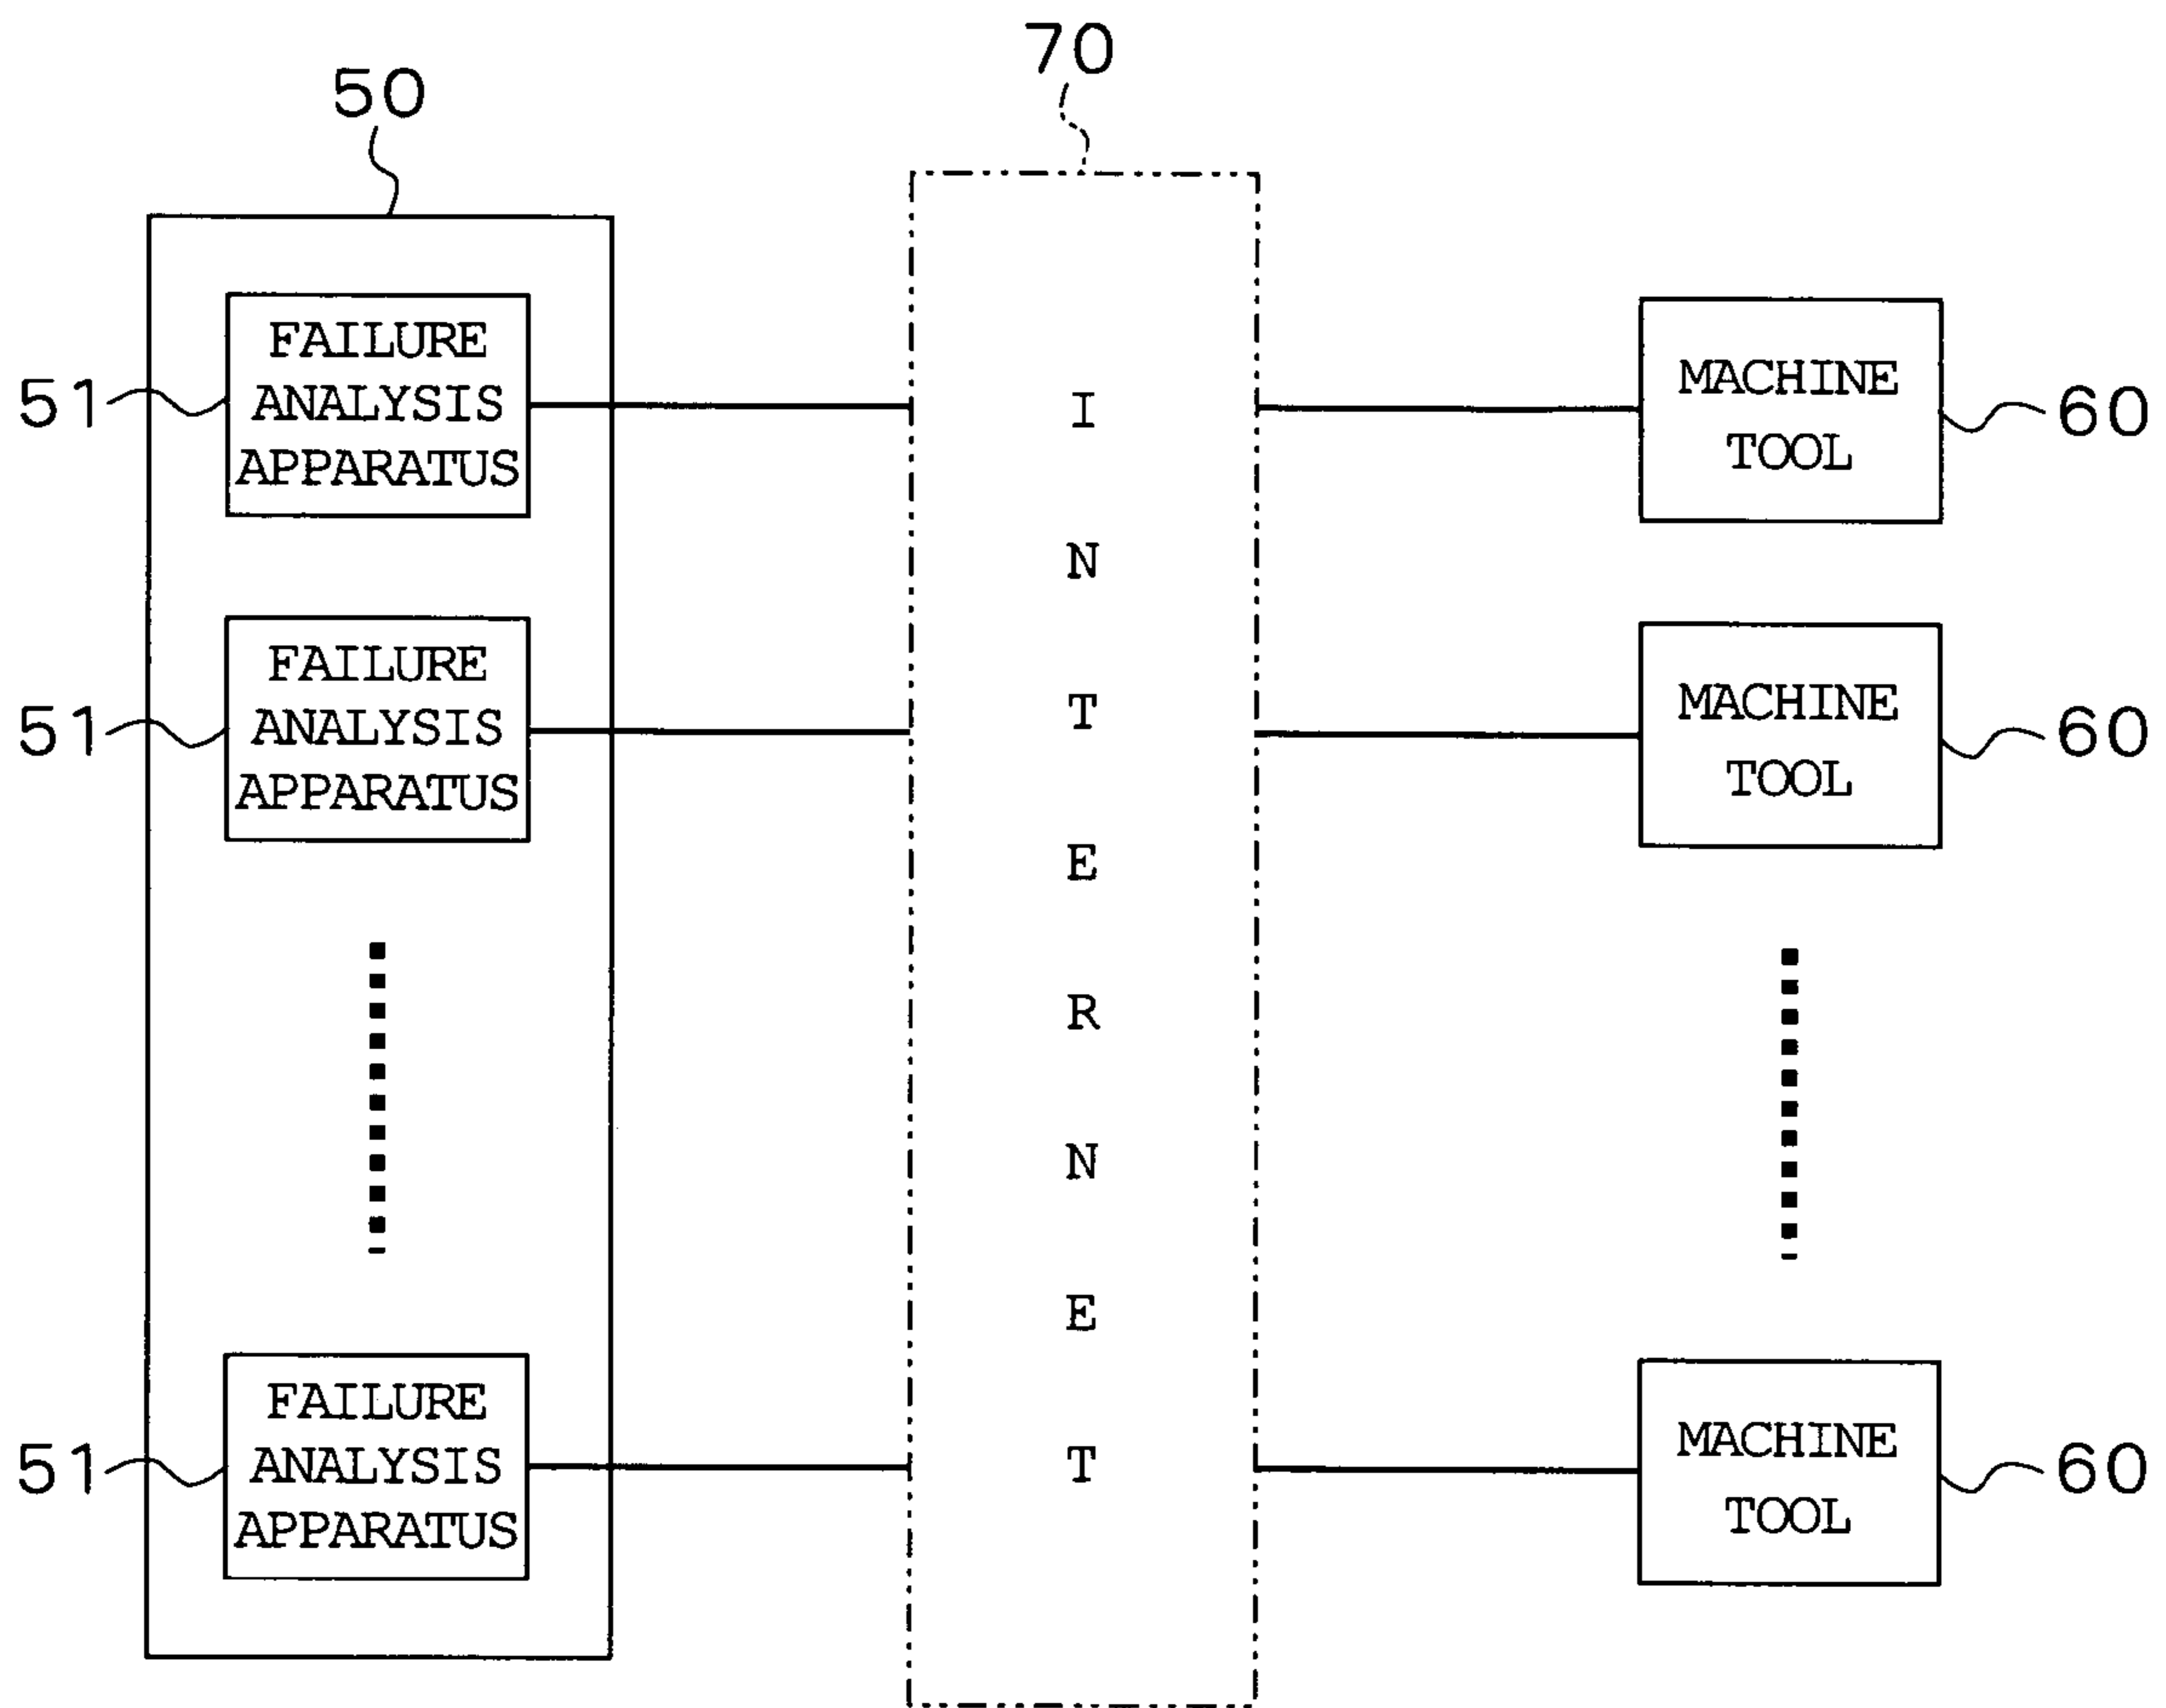 70
50
FAILURE
ANALYSIS
APPARATUS
51
MACHINE
TOOL
60
FAILURE
ANALYSIS
APPARATUS
51
MACHINE
TOOL
60
FAILURE
ANALYSIS
APPARATUS
51
MACHINE
TOOL
60
INTERNET